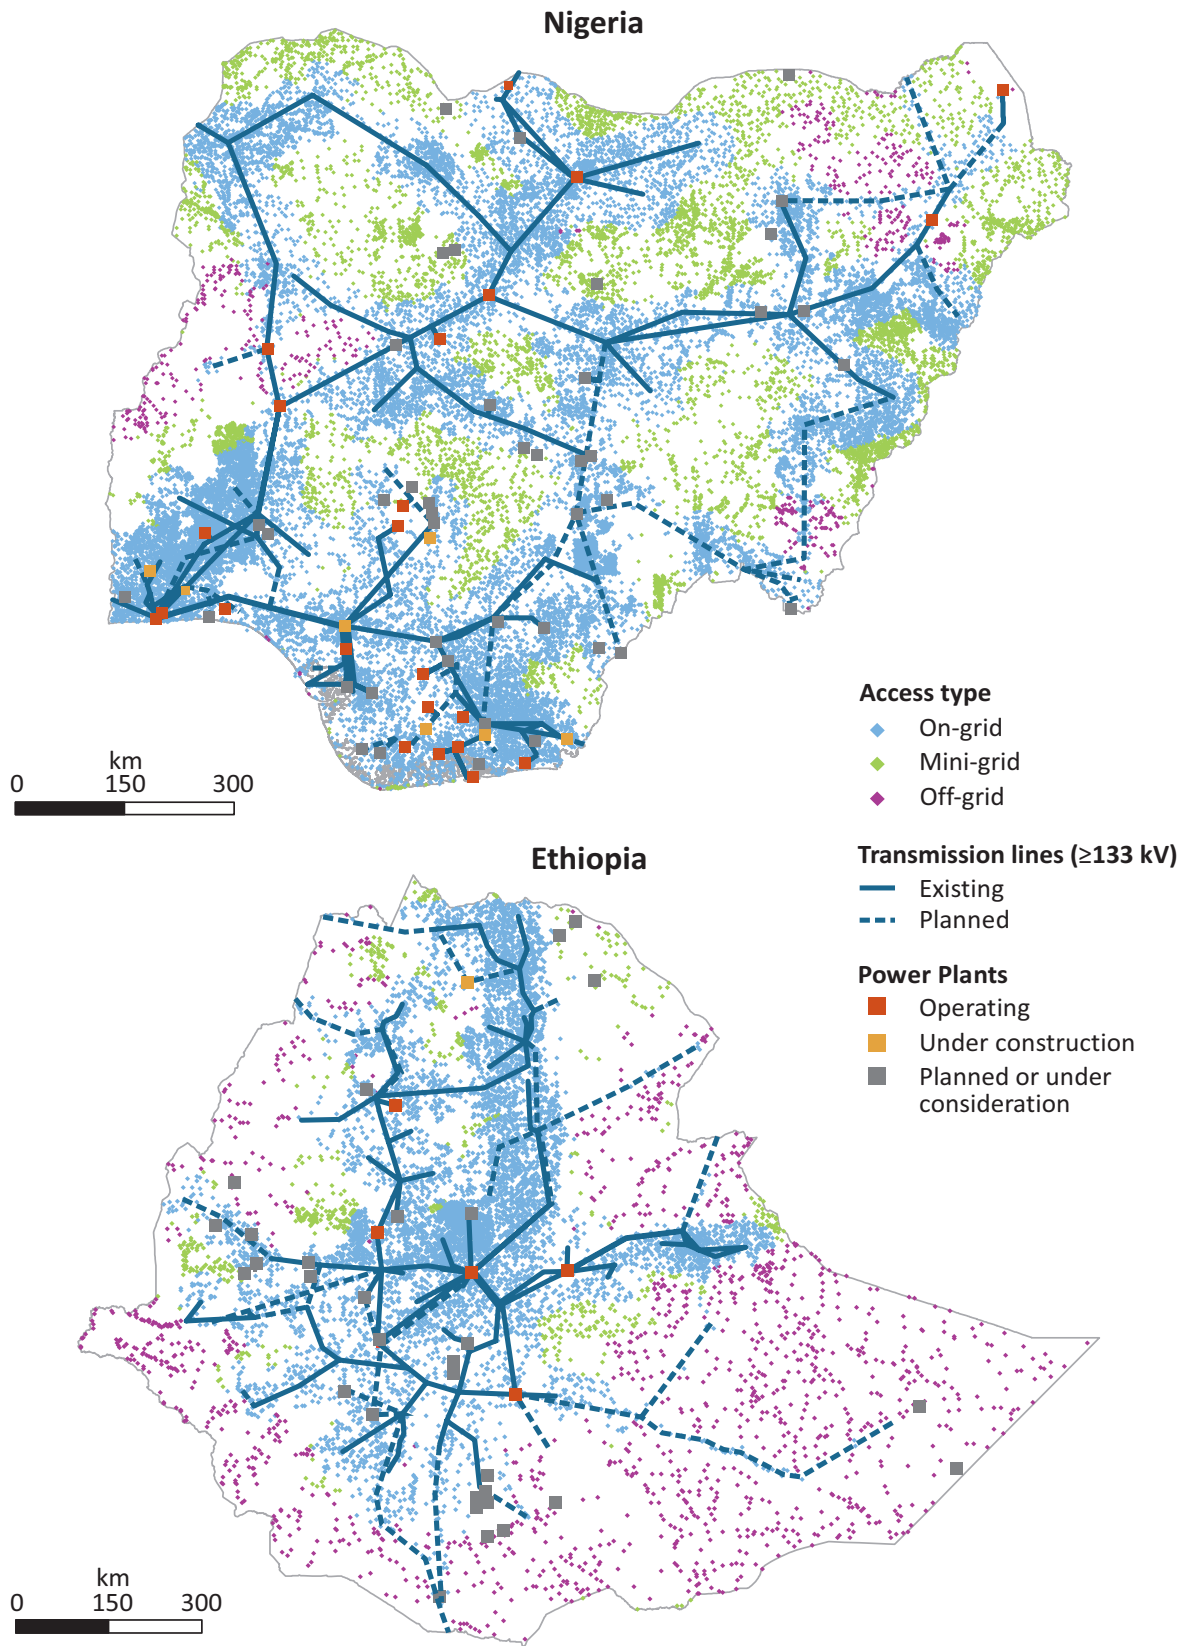 Nigeria
Access type
On-grid
Mini-grid
Off-grid
km
0 150 300
Transmission lines (≥133 kV)
Existing
Planned
Power Plants
Operating
Under construction
Planned or under
consideration
Ethiopia
km
0 150 300